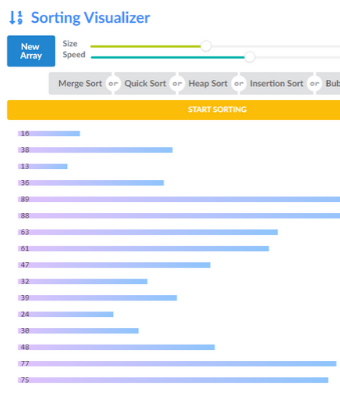 Sorting Visualizer
New
Array
Size
Speed
Merge Sort or Quick Sort or Heap Sort or Insertion Sort or Bub
START SORTING
16
38
13
36
89
88
63
61
47
32
39
24
30
48
77
75